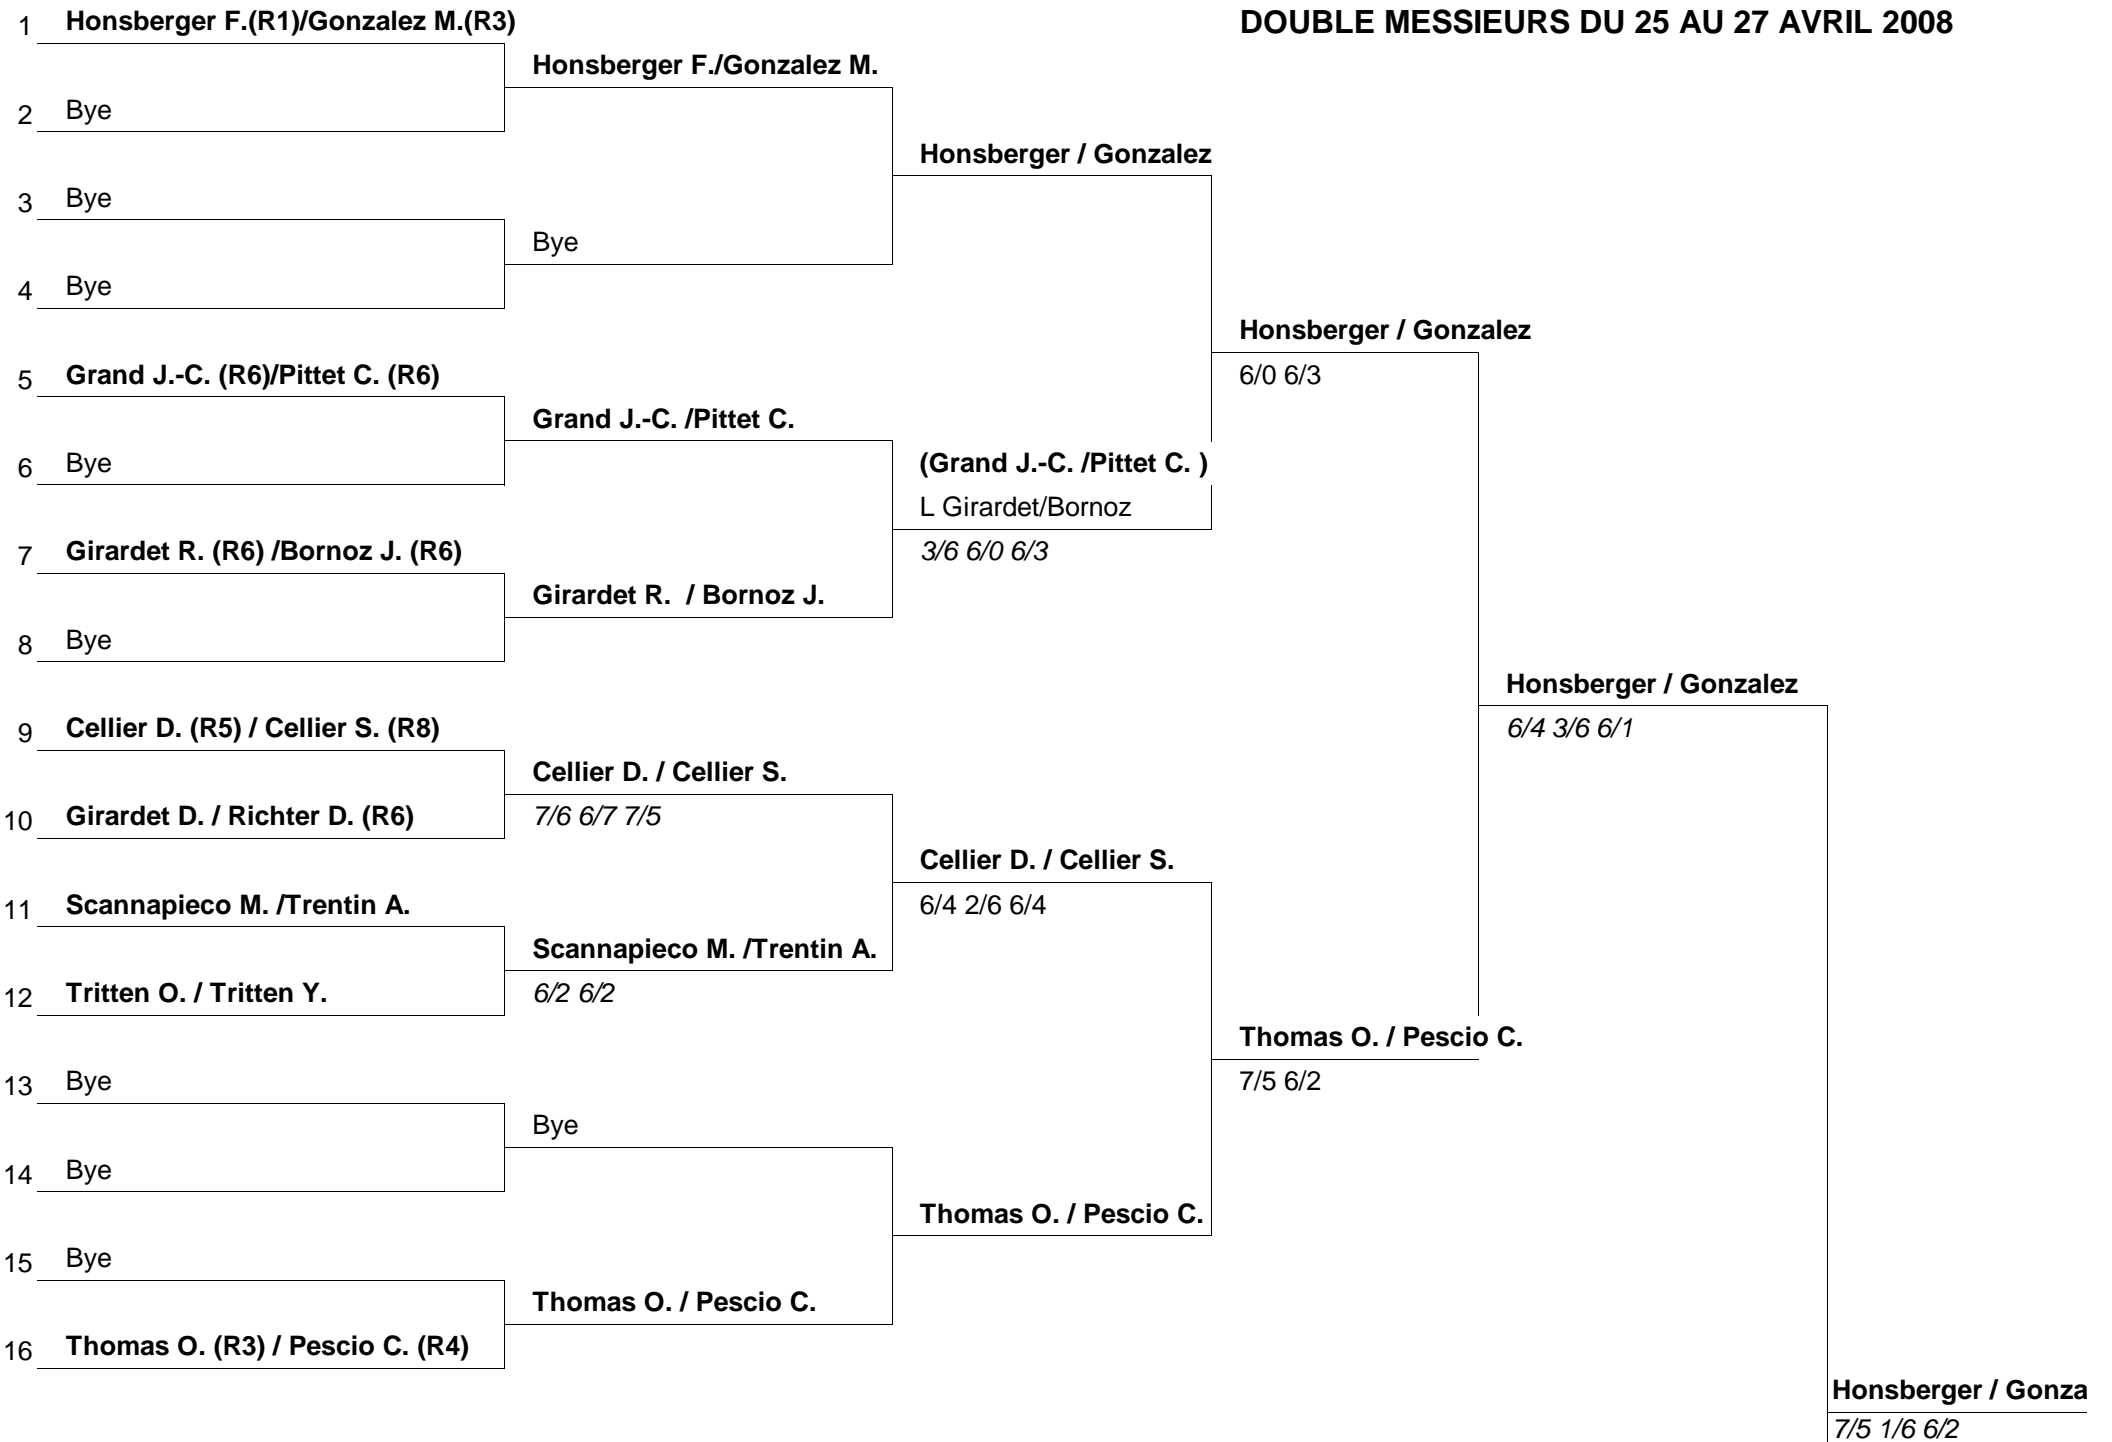 DOUBLE MESSIEURS DU 25 AU 27 AVRIL 2008
1 Honsberger F.(R1)/Gonzalez M.(R3)
Honsberger F./Gonzalez M.
2 Bye
Honsberger / Gonzalez
3 Bye
Bye
4 Bye
Honsberger / Gonzalez
5 Grand J.-C. (R6)/Pittet C. (R6)
6/0 6/3
Grand J.-C. /Pittet C.
6 Bye
(Grand J.-C. /Pittet C. )
L Girardet/Bornoz
7 Girardet R. (R6) /Bornoz J. (R6)
3/6 6/0 6/3
Girardet R. / Bornoz J.
8 Bye
Honsberger / Gonzalez
9 Cellier D. (R5) / Cellier S. (R8)
6/4 3/6 6/1
Cellier D. / Cellier S.
10 Girardet D. / Richter D. (R6)
7/6 6/7 7/5
Cellier D. / Cellier S.
11 Scannapieco M. /Trentin A.
6/4 2/6 6/4
Scannapieco M. /Trentin A.
12 Tritten O. / Tritten Y.
6/2 6/2
Thomas O. / Pescio C.
13 Bye
7/5 6/2
Bye
14 Bye
Thomas O. / Pescio C.
15 Bye
Thomas O. / Pescio C.
16 Thomas O. (R3) / Pescio C. (R4)
Honsberger / Gonza
7/5 1/6 6/2